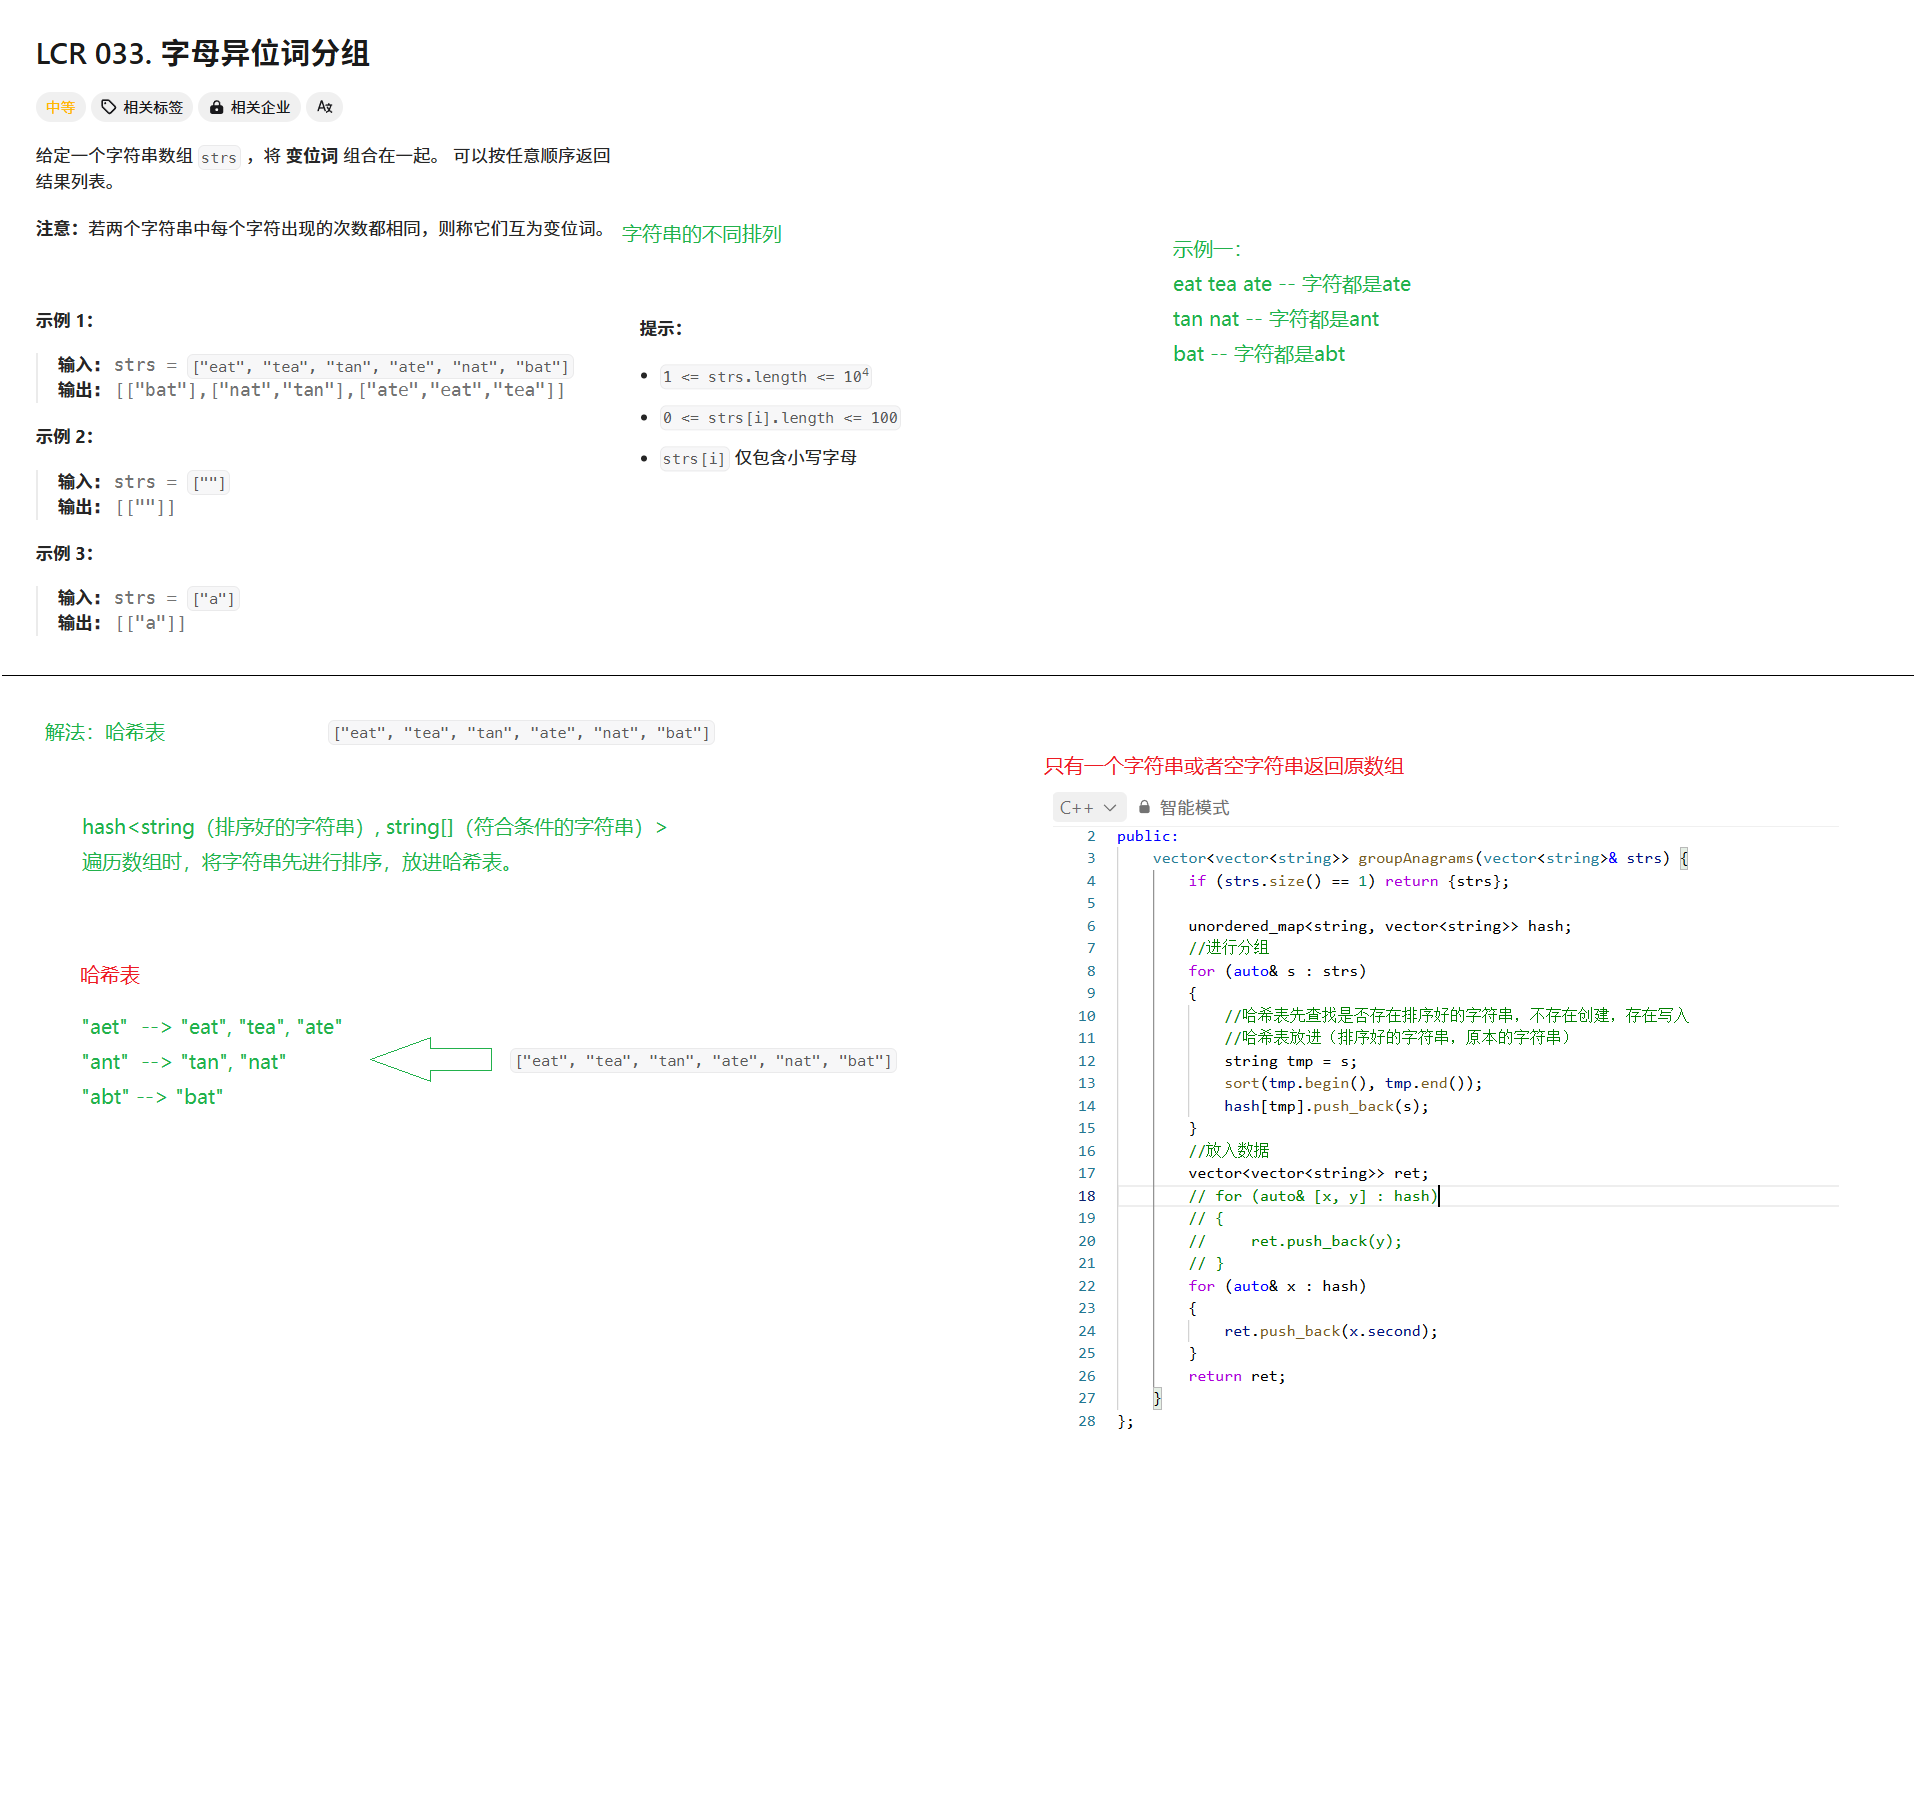 LCR 033. 字母异位词分组
中等 相关标签 相关企业
给定一个字符串数组 strs ，将 变位词 组合在一起。 可以按任意顺序返回
结果列表。
注意：若两个字符串中每个字符出现的次数都相同，则称它们互为变位词。
字符串的不同排列
示例 1：
输入: strs = ["eat", "tea", "tan", "ate", "nat", "bat"]
输出: [["bat"],["nat","tan"],["ate","eat","tea"]]
示例 2：
输入: strs = [""]
输出: [[""]]
示例 3：
输入: strs = ["a"]
输出: [["a"]]
提示：
1 <= strs.length <= 10⁴
0 <= strs[i].length <= 100
strs[i] 仅包含小写字母
示例一：
eat tea ate -- 字符都是ate
tan nat -- 字符都是ant
bat -- 字符都是abt
解法：哈希表
["eat", "tea", "tan", "ate", "nat", "bat"]
hash<string（排序好的字符串）, string[]（符合条件的字符串）>
遍历数组时，将字符串先进行排序，放进哈希表。
哈希表
"aet" --> "eat", "tea", "ate"
"ant" --> "tan", "nat"
"abt" --> "bat"
["eat", "tea", "tan", "ate", "nat", "bat"]
只有一个字符串或者空字符串返回原数组
C++ 智能模式
2 public:
3 vector<vector<string>> groupAnagrams(vector<string>& strs) {
4 if (strs.size() == 1) return {strs};
5
6 unordered_map<string, vector<string>> hash;
7 //进行分组
8 for (auto& s : strs)
9 {
10 //哈希表先查找是否存在排序好的字符串，不存在创建，存在写入
11 //哈希表放进（排序好的字符串，原本的字符串）
12 string tmp = s;
13 sort(tmp.begin(), tmp.end());
14 hash[tmp].push_back(s);
15 }
16 //放入数据
17 vector<vector<string>> ret;
18 // for (auto& [x, y] : hash)
19 // {
20 // ret.push_back(y);
21 // }
22 for (auto& x : hash)
23 {
24 ret.push_back(x.second);
25 }
26 return ret;
27 }
28 };